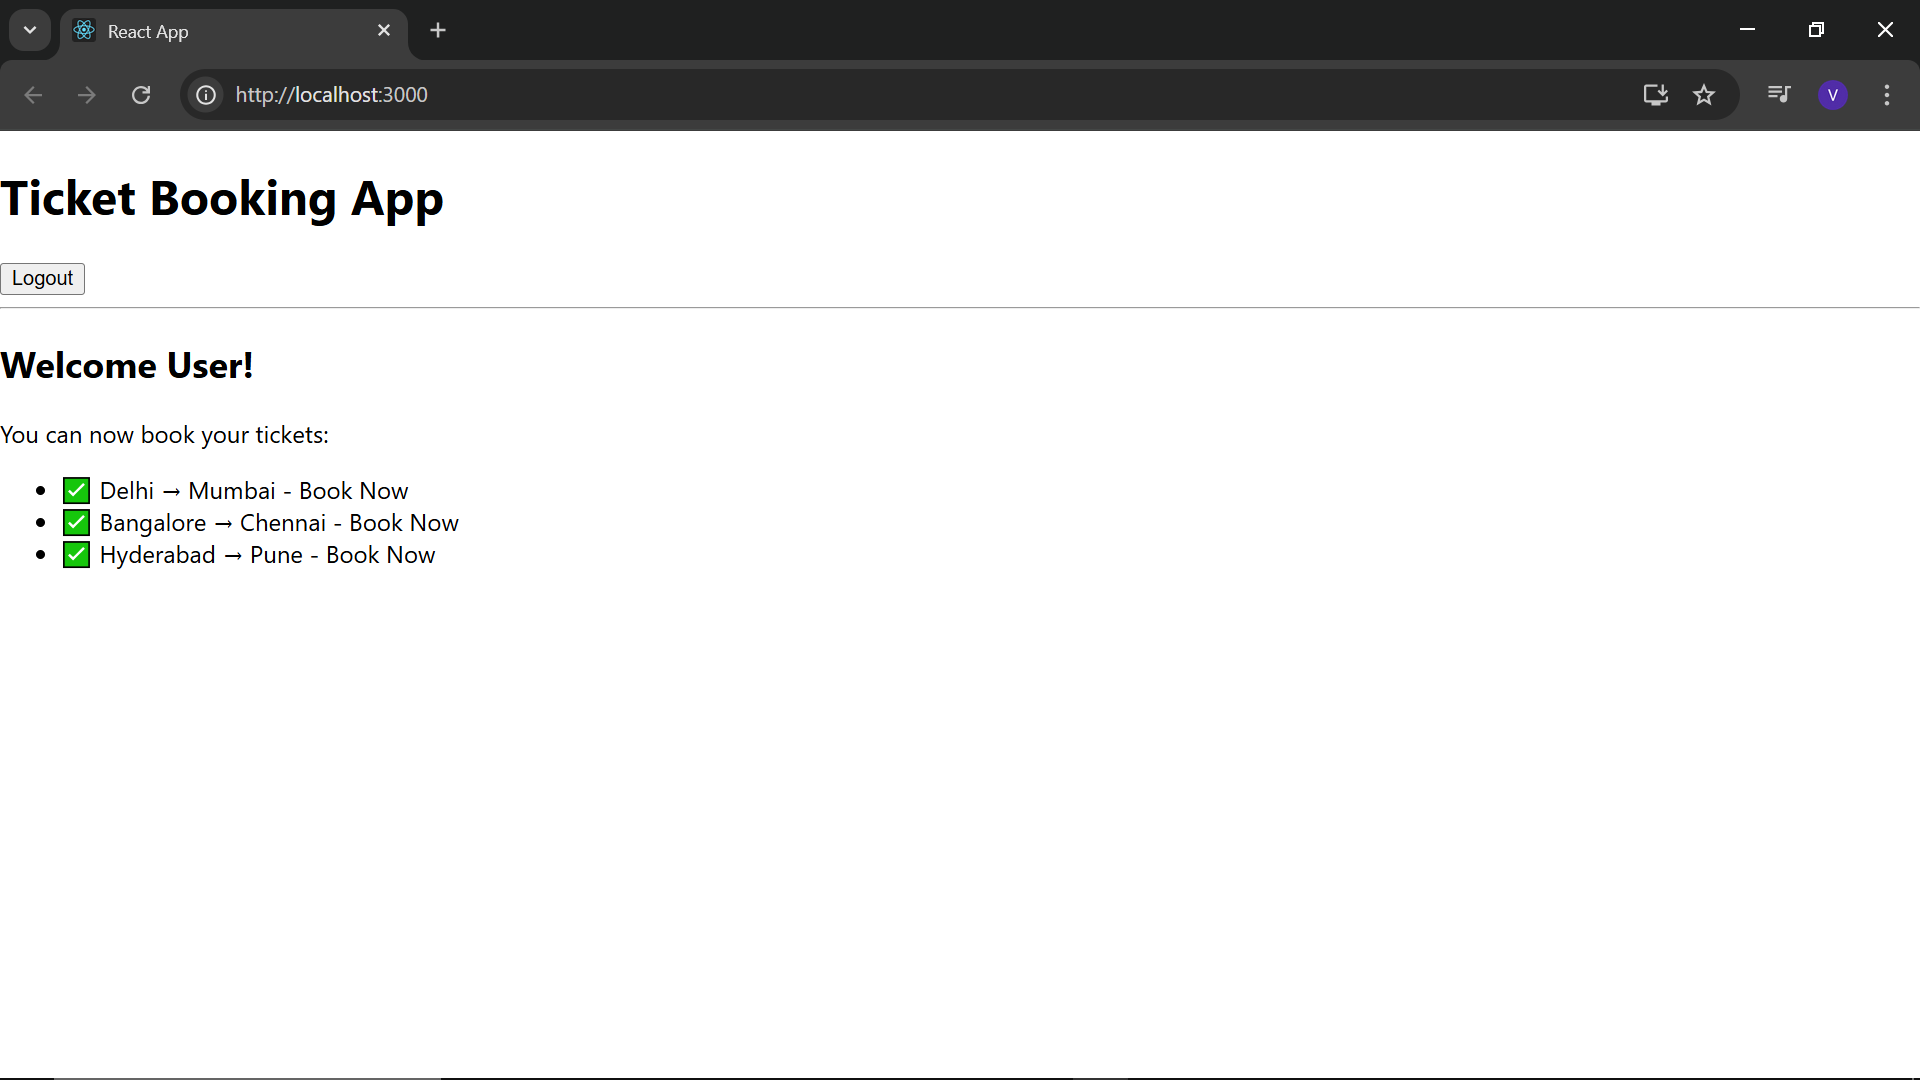 React App
http://localhost:3000
V
Ticket Booking App
Logout
Welcome User!
You can now book your tickets:
• ✅ Delhi → Mumbai - Book Now
• ✅ Bangalore → Chennai - Book Now
• ✅ Hyderabad → Pune - Book Now